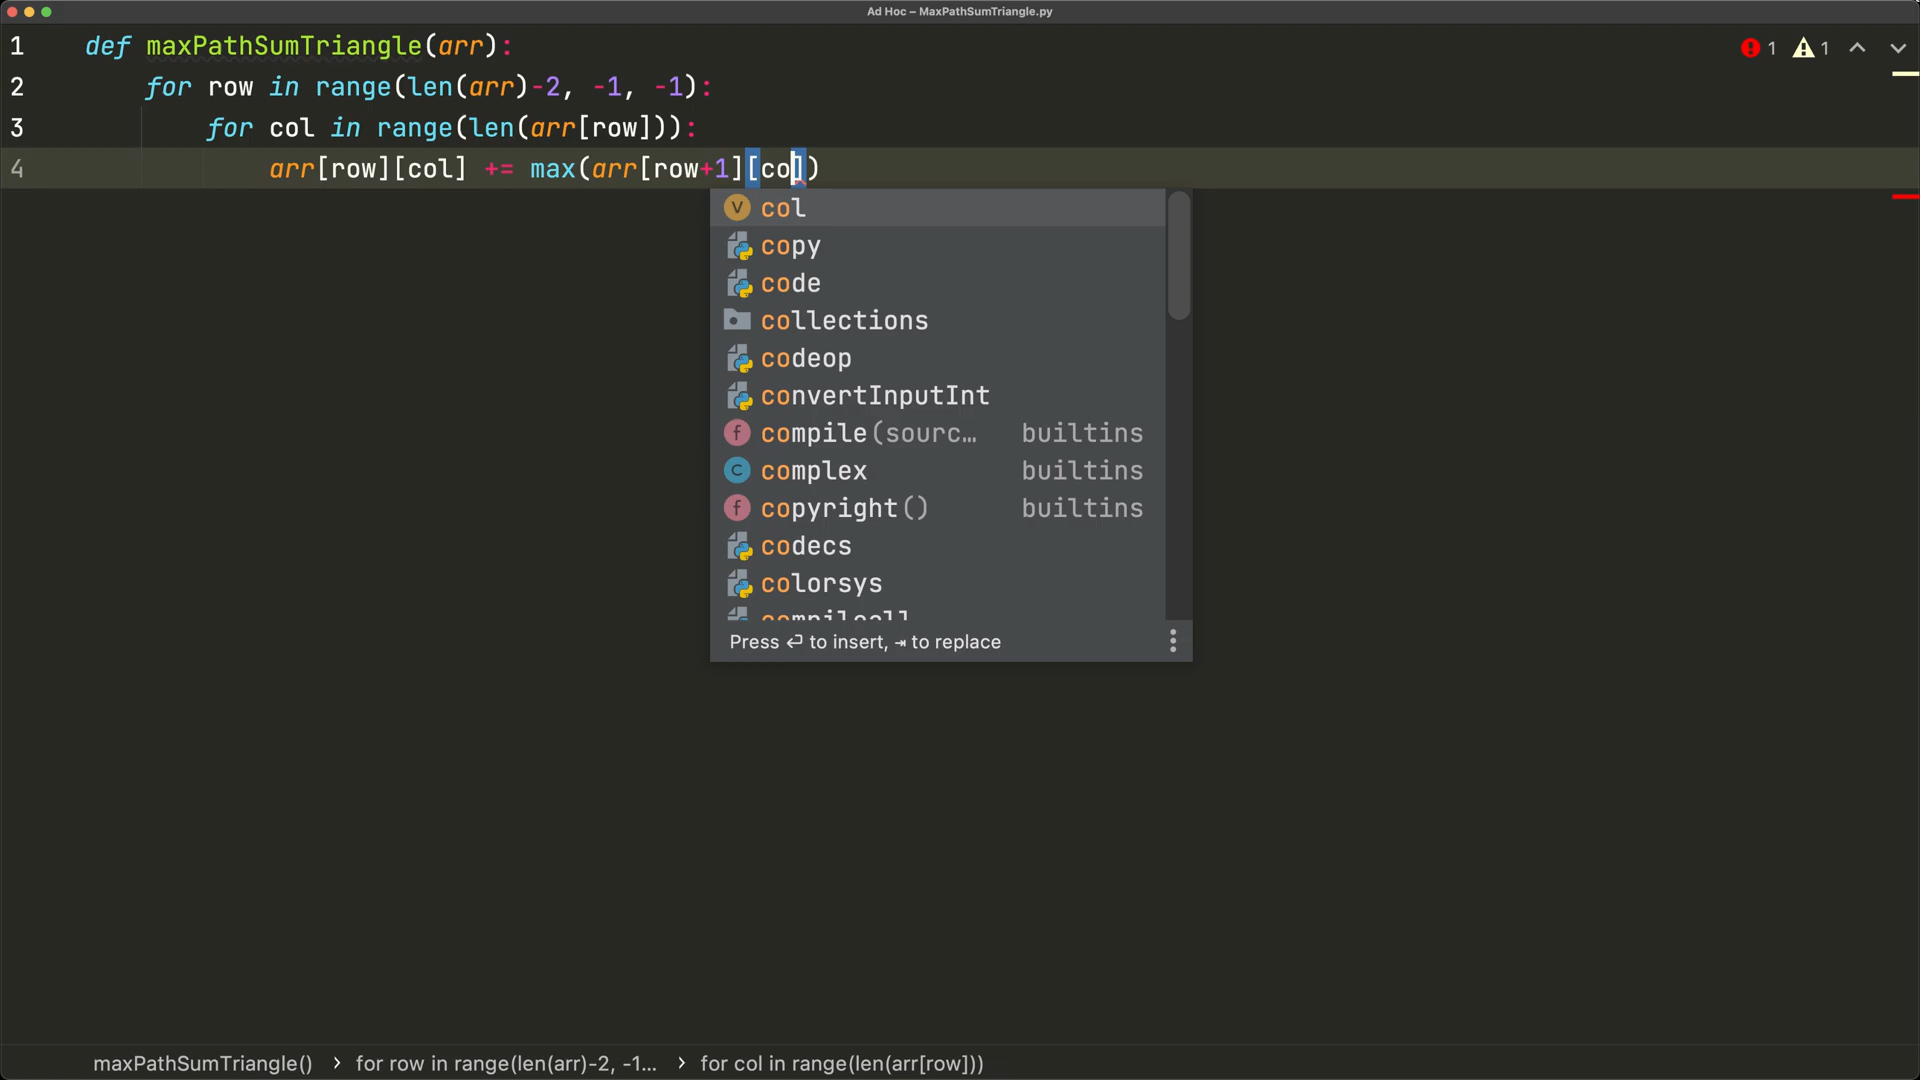 Ad Hoc – MaxPathSumTriangle.py
1 def maxPathSumTriangle(arr):
1 1
2 for row in range(len(arr)-2, -1, -1):
3 for col in range(len(arr[row])):
4 arr[row][col] += max(arr[row+1][co])
col
copy
code
collections
codeop
convertInputInt
compile(sourc… builtins
complex builtins
copyright() builtins
codecs
colorsys
Press ⏎ to insert, ⇥ to replace
maxPathSumTriangle() › for row in range(len(arr)-2, -1... › for col in range(len(arr[row]))